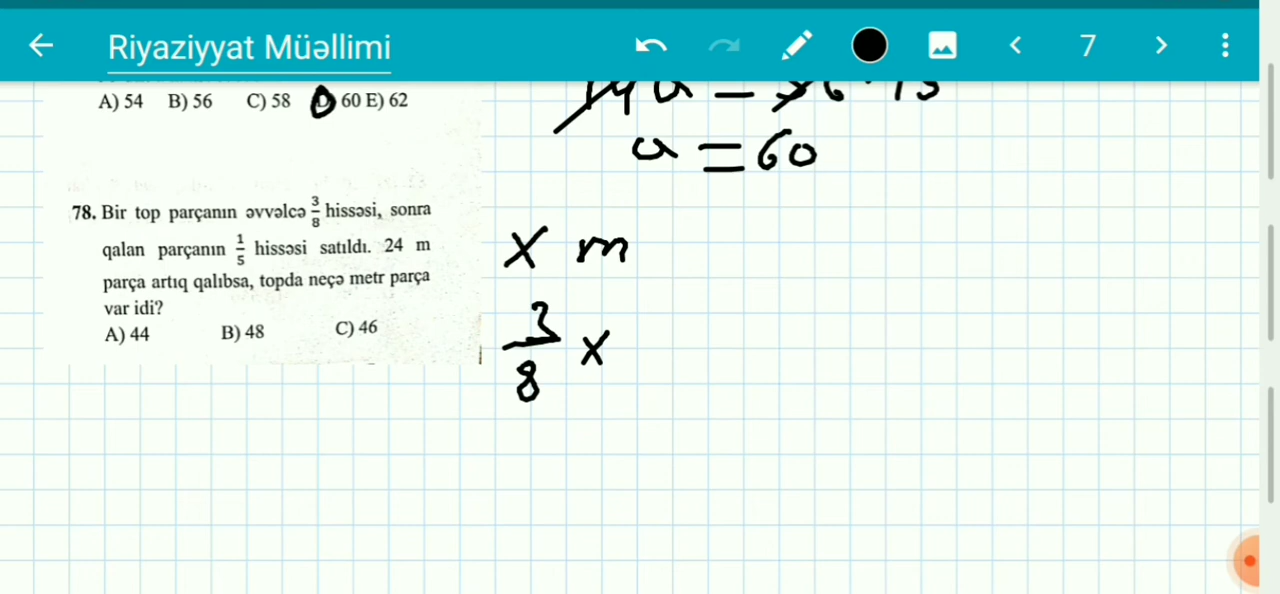 Riyaziyyat Müəllimi
7
A) 54 B) 56 C) 58 D) 60 E) 62
a = 60
78. Bir top parçanın əvvəlcə 3/8 hissəsi, sonra
qalan parçanın 1/5 hissəsi satıldı. 24 m
parça artıq qalıbsa, topda neçə metr parça
var idi?
A) 44 B) 48 C) 46
x m
3/8 x